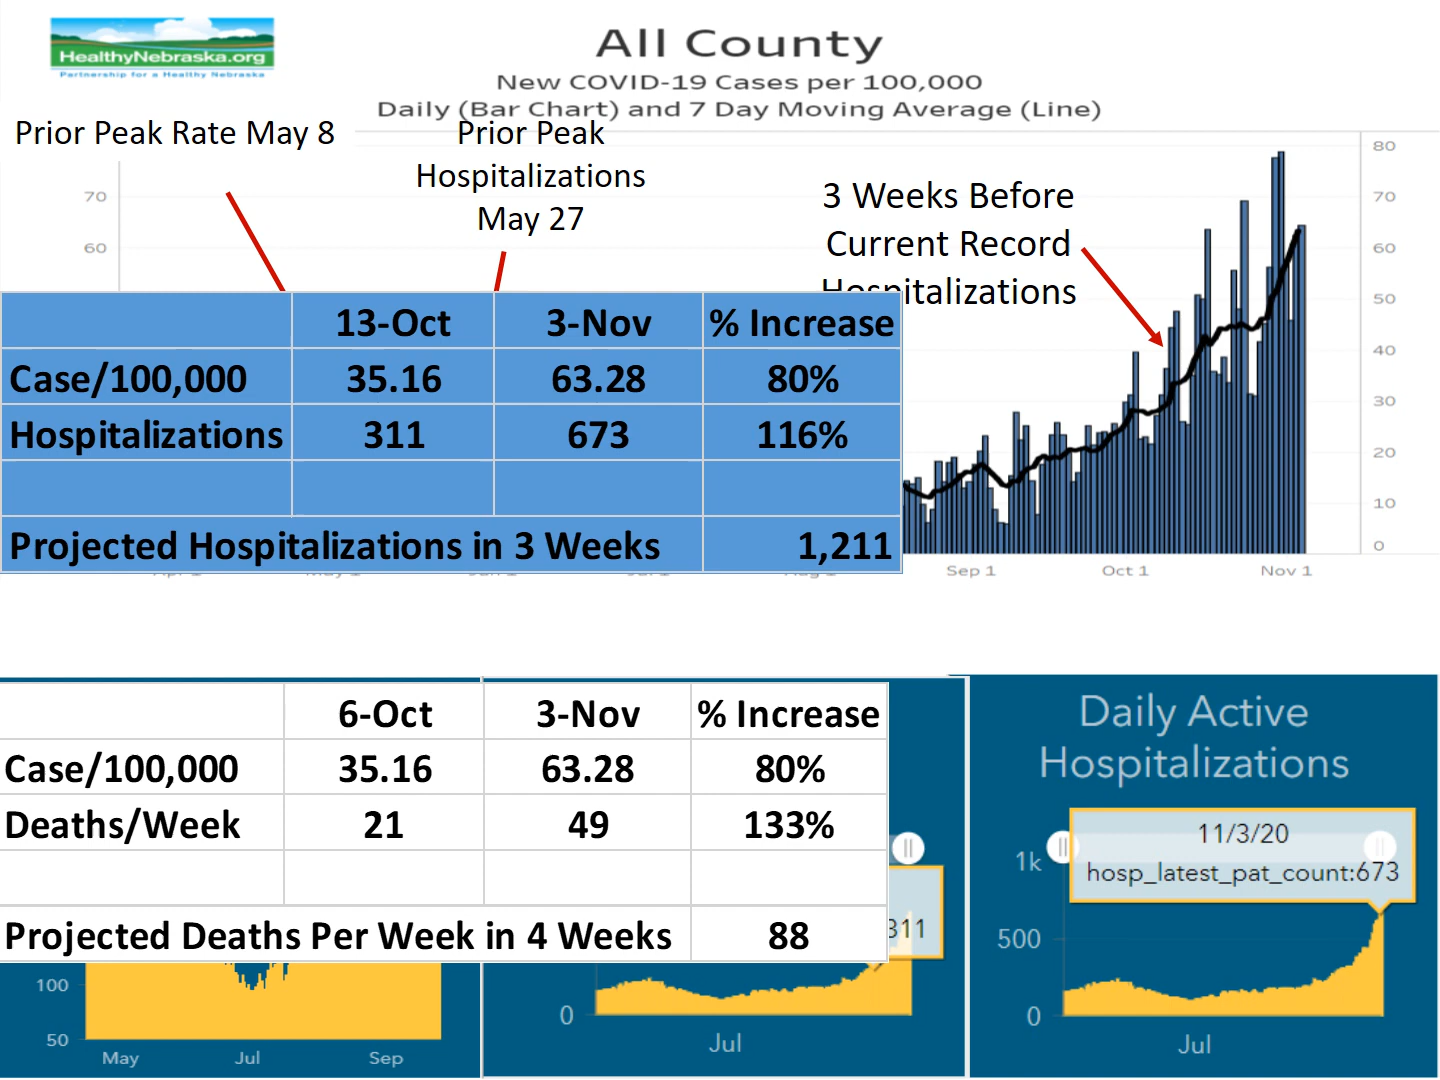 HealthyNebraska.org
Partnership for a Healthy Nebraska
All County
New COVID-19 Cases per 100,000
Daily (Bar Chart) and 7 Day Moving Average (Line)
Prior Peak Rate May 8
Prior Peak
Hospitalizations
May 27
3 Weeks Before
Current Record
Hospitalizations
70
60
80
70
60
50
40
30
20
10
0
13-Oct 3-Nov % Increase
Case/100,000 35.16 63.28 80%
Hospitalizations 311 673 116%
Projected Hospitalizations in 3 Weeks 1,211
Sep 1 Oct 1 Nov 1
6-Oct 3-Nov % Increase
Case/100,000 35.16 63.28 80%
Deaths/Week 21 49 133%
Projected Deaths Per Week in 4 Weeks 88
100
50
May Jul Sep
311
0
Jul
Daily Active
Hospitalizations
11/3/20
hosp_latest_pat_count:673
1k
500
0
Jul